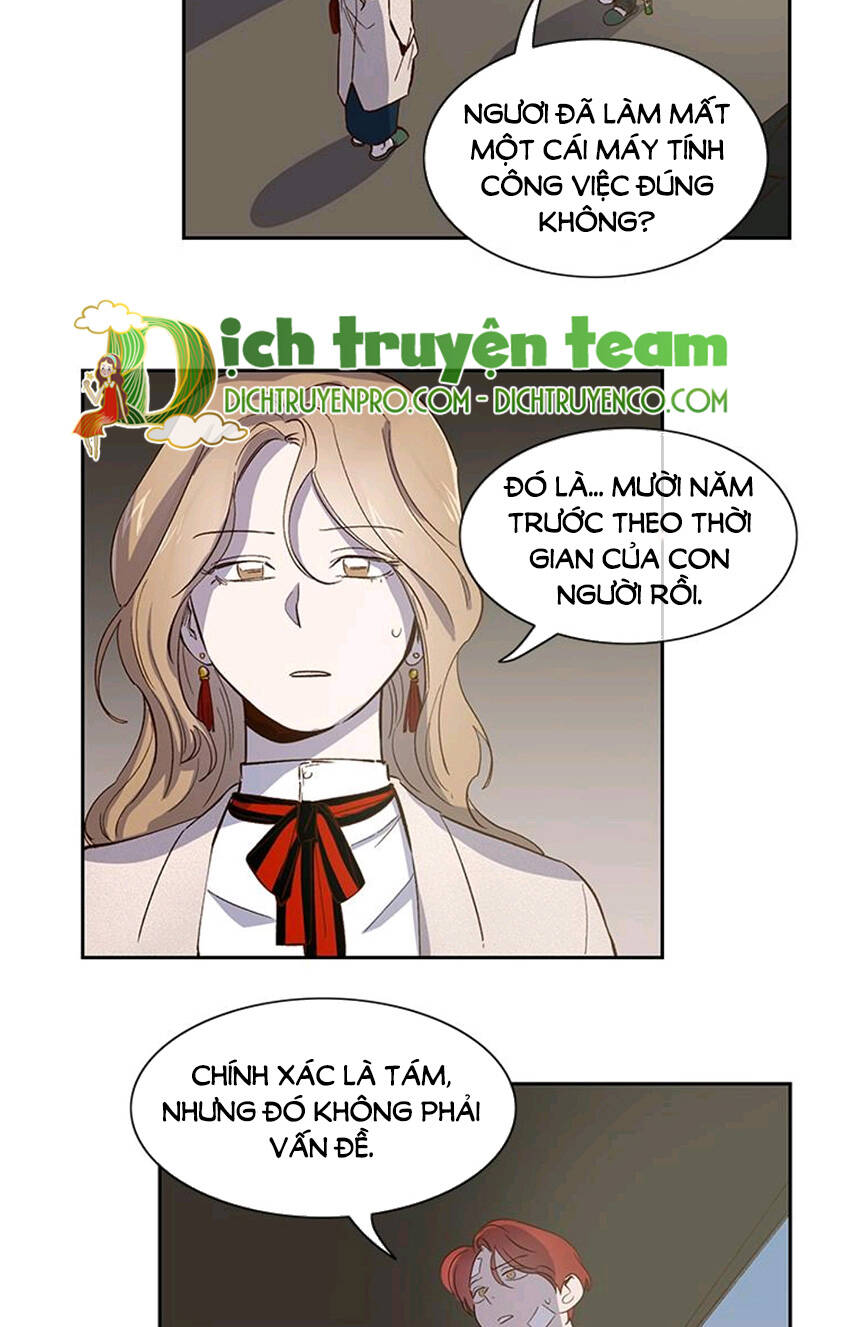 NGƯƠI ĐÃ LÀM MẤT
MỘT CÁI MÁY TÍNH
CÔNG VIỆC ĐÚNG
KHÔNG?
Dịch truyện team
DICHTRUYENPRO.COM - DICHTRUYENCO.COM
ĐÓ LÀ... MƯỜI NĂM
TRƯỚC THEO THỜI
GIAN CỦA CON
NGƯỜI RỒI.
CHÍNH XÁC LÀ TÁM,
NHƯNG ĐÓ KHÔNG PHẢI
VẤN ĐỀ.